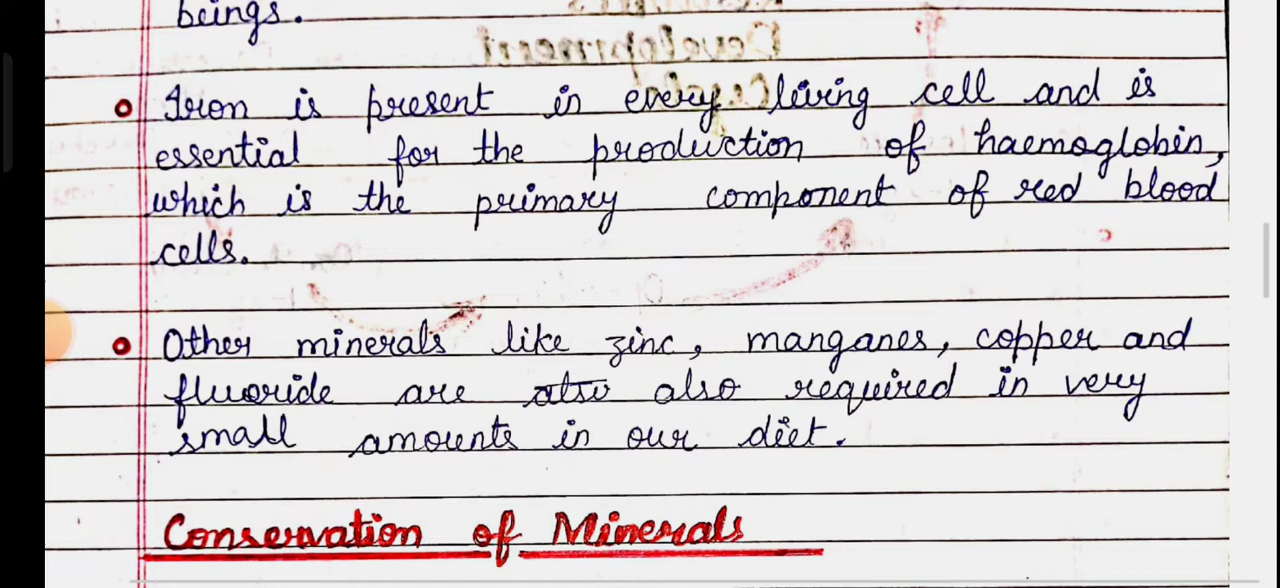 beings.
Iron is present in every living cell and is
essential for the production of haemoglobin,
which is the primary component of red blood
cells.
Other minerals like zinc, manganes, copper and
fluoride are also also required in very
small amounts in our diet.
Conservation of Minerals